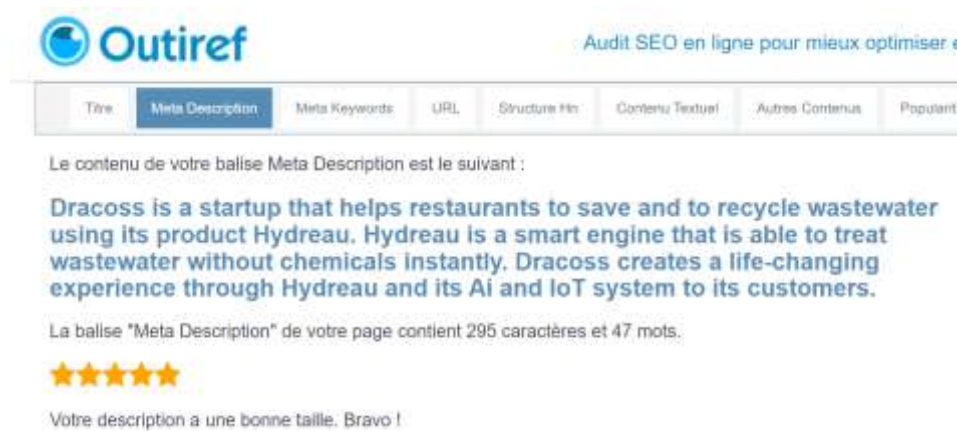 Outiref
Audit SEO en ligne pour mieux optimiser e
Titre Meta Description Meta Keywords URL Structure Hn Contenu Textuel Autres Contenus Popularit
Le contenu de votre balise Meta Description est le suivant :
Dracoss is a startup that helps restaurants to save and to recycle wastewater
using its product Hydreau. Hydreau is a smart engine that is able to treat
wastewater without chemicals instantly. Dracoss creates a life-changing
experience through Hydreau and its Ai and IoT system to its customers.
La balise "Meta Description" de votre page contient 295 caractères et 47 mots.
Votre description a une bonne taille. Bravo !